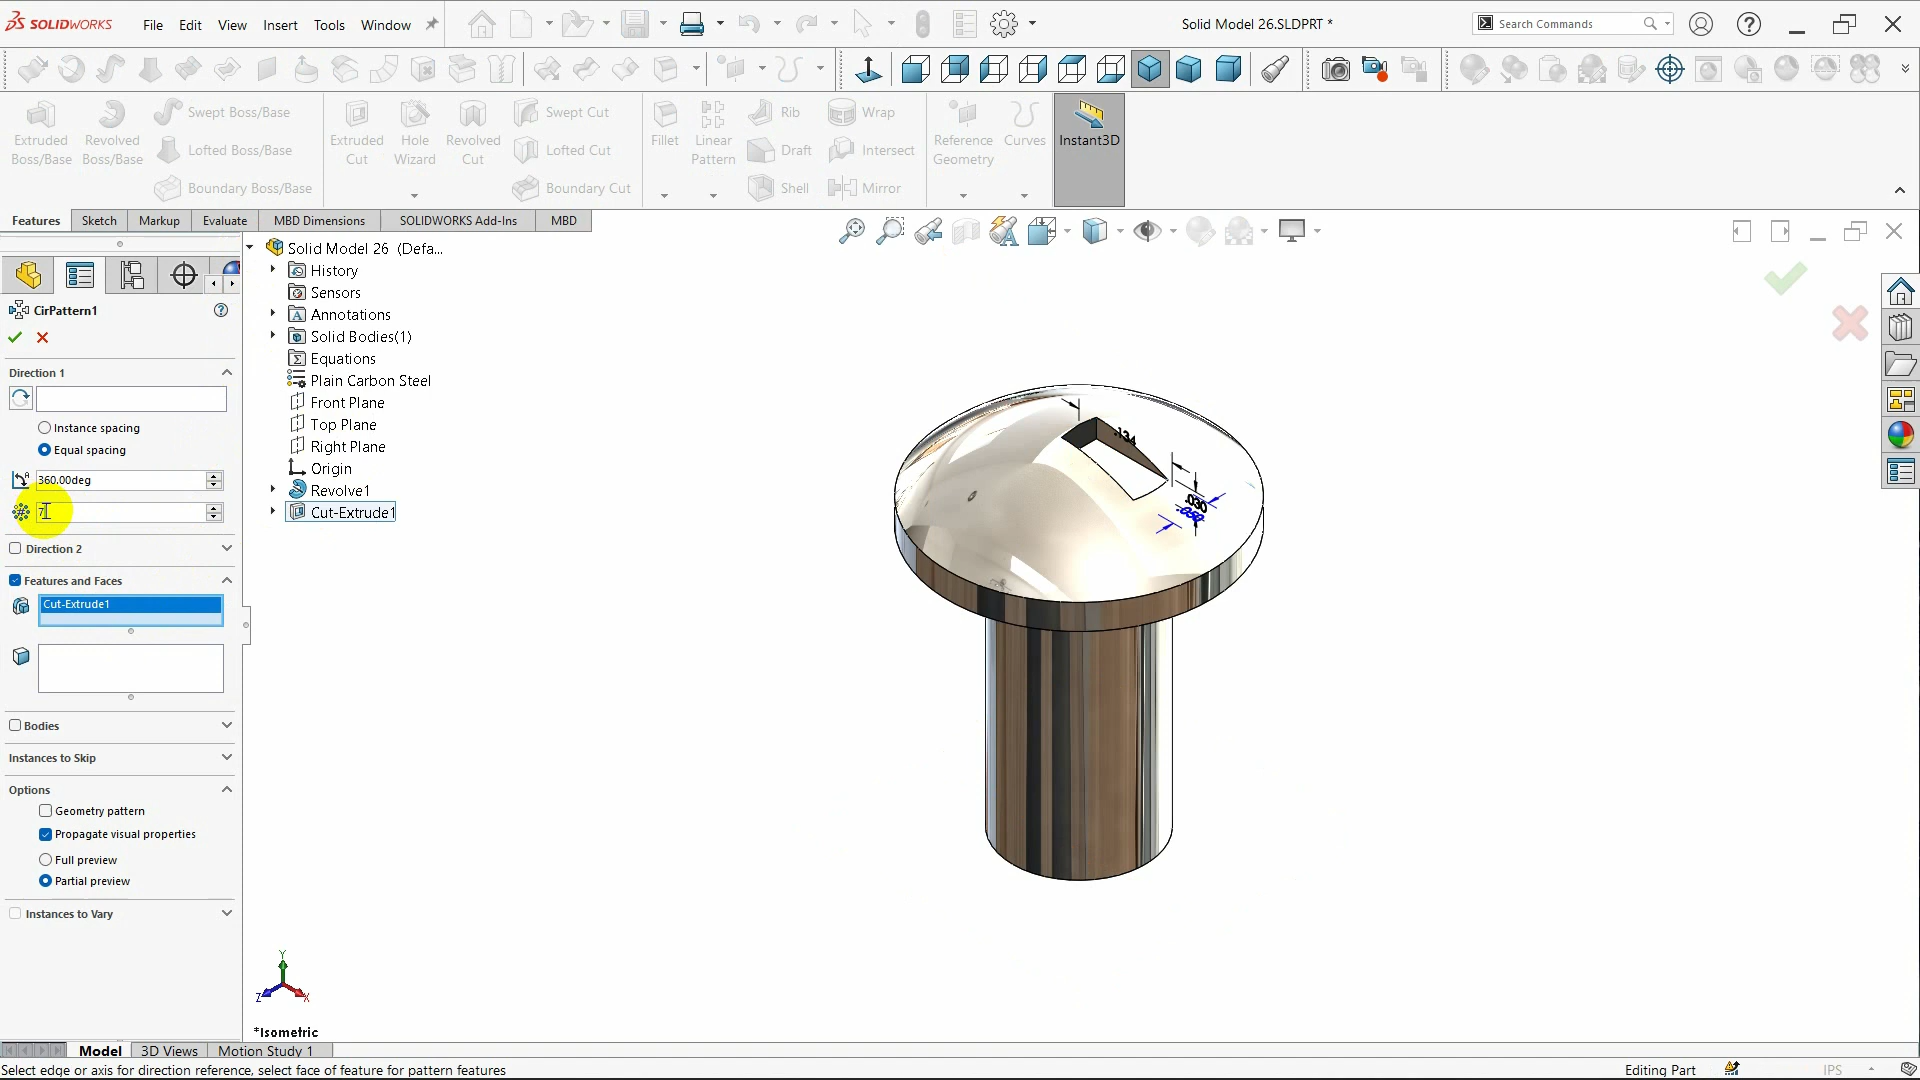 SOLIDWORKS File Edit View Insert Tools Window Solid Model 26.SLDPRT * Search Commands
Extruded Boss/Base
Revolved Boss/Base
Swept Boss/Base
Lofted Boss/Base
Boundary Boss/Base
Extruded Cut
Hole Wizard
Revolved Cut
Swept Cut
Lofted Cut
Boundary Cut
Fillet
Linear Pattern
Rib
Draft
Shell
Wrap
Intersect
Mirror
Reference Geometry
Curves
Instant3D
Features Sketch Markup Evaluate MBD Dimensions SOLIDWORKS Add-Ins MBD
CirPattern1
Direction 1
Instance spacing
Equal spacing
360.00deg
Direction 2
Features and Faces
Cut-Extrude1
Bodies
Instances to Skip
Options
Geometry pattern
Propagate visual properties
Full preview
Partial preview
Instances to Vary
Solid Model 26 (Defa...
History
Sensors
Annotations
Solid Bodies(1)
Equations
Plain Carbon Steel
Front Plane
Top Plane
Right Plane
Origin
Revolve1
Cut-Extrude1
.134
.030
.050
Y
Z
X
*Isometric
Model 3D Views Motion Study 1
Select edge or axis for direction reference, select face of feature for pattern features
Editing Part
IPS